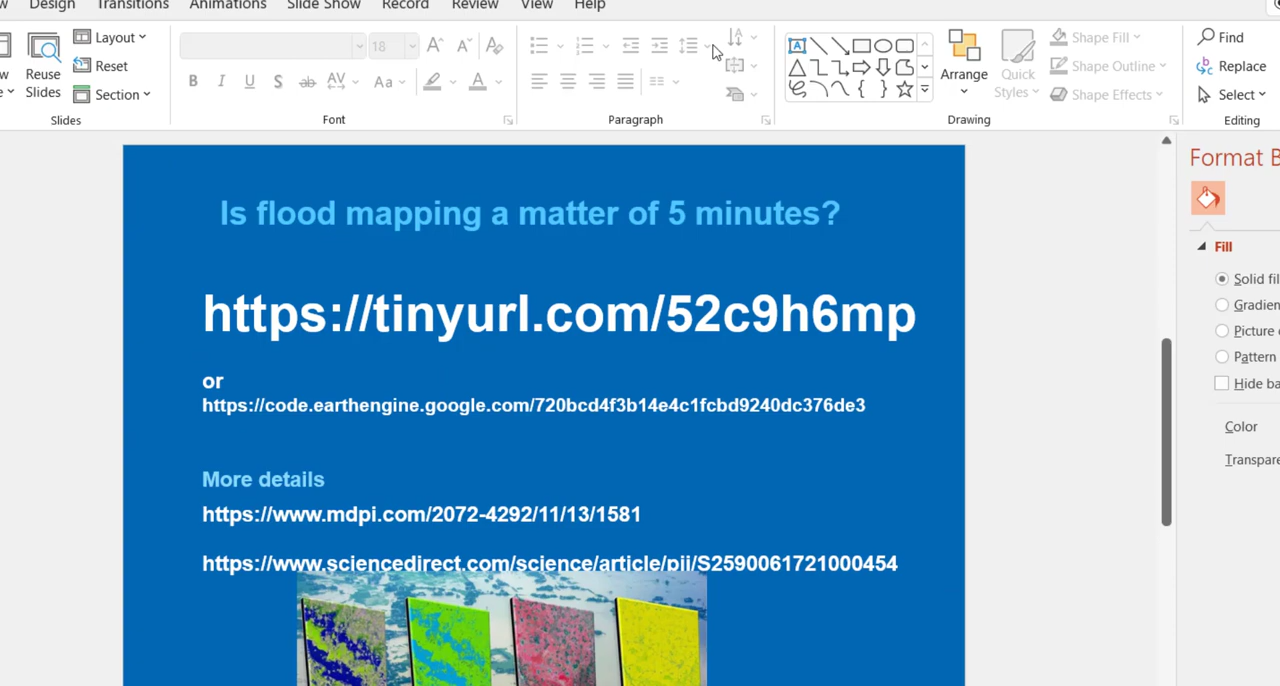 Design Transitions Animations Slide Show Record Review View Help
Layout
Reset
Section
Reuse
Slides
Slides
18
B I U S ab AV Aa A
Font
Paragraph
Arrange
Quick
Styles
Shape Fill
Shape Outline
Shape Effects
Drawing
Find
Replace
Select
Editing
Is flood mapping a matter of 5 minutes?
https://tinyurl.com/52c9h6mp
or
https://code.earthengine.google.com/720bcd4f3b14e4c1fcbd9240dc376de3
More details
https://www.mdpi.com/2072-4292/11/13/1581
https://www.sciencedirect.com/science/article/pii/S2590061721000454
Format B
Fill
Solid fil
Gradien
Picture o
Pattern
Hide ba
Color
Transpare